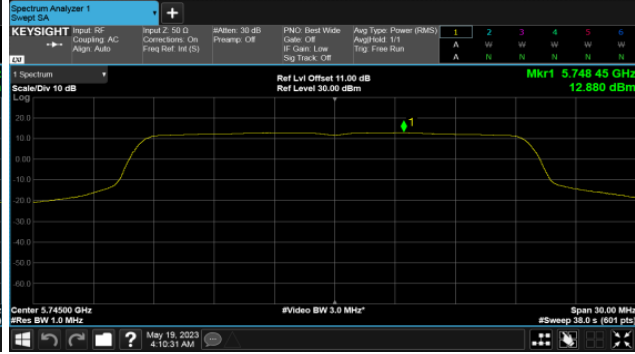 Spectrum Analyzer 1
Swept SA
+
KEYSIGHT
Input: RF
Coupling: AC
Align: Auto
Input Z: 50 Ω
Corrections: On
Freq Ref: Int (S)
#Atten: 30 dB
Preamp: Off
PNO: Best Wide
Gate: Off
IF Gain: Low
Sig Track: Off
Avg Type: Power (RMS)
Avg|Hold: 1/1
Trig: Free Run
1 2 3 4 5 6
A W W W W W
A N N N N N
LXI
1 Spectrum
Scale/Div 10 dB
Log
Ref Lvl Offset 11.00 dB
Ref Level 30.00 dBm
Mkr1 5.748 45 GHz
12.880 dBm
1
20.0
10.0
0.00
-10.0
-20.0
-30.0
-40.0
-50.0
-60.0
Center 5.74500 GHz
#Res BW 1.0 MHz
#Video BW 3.0 MHz*
Span 30.00 MHz
#Sweep 38.0 s (601 pts)
?
May 19, 2023
4:10:31 AM